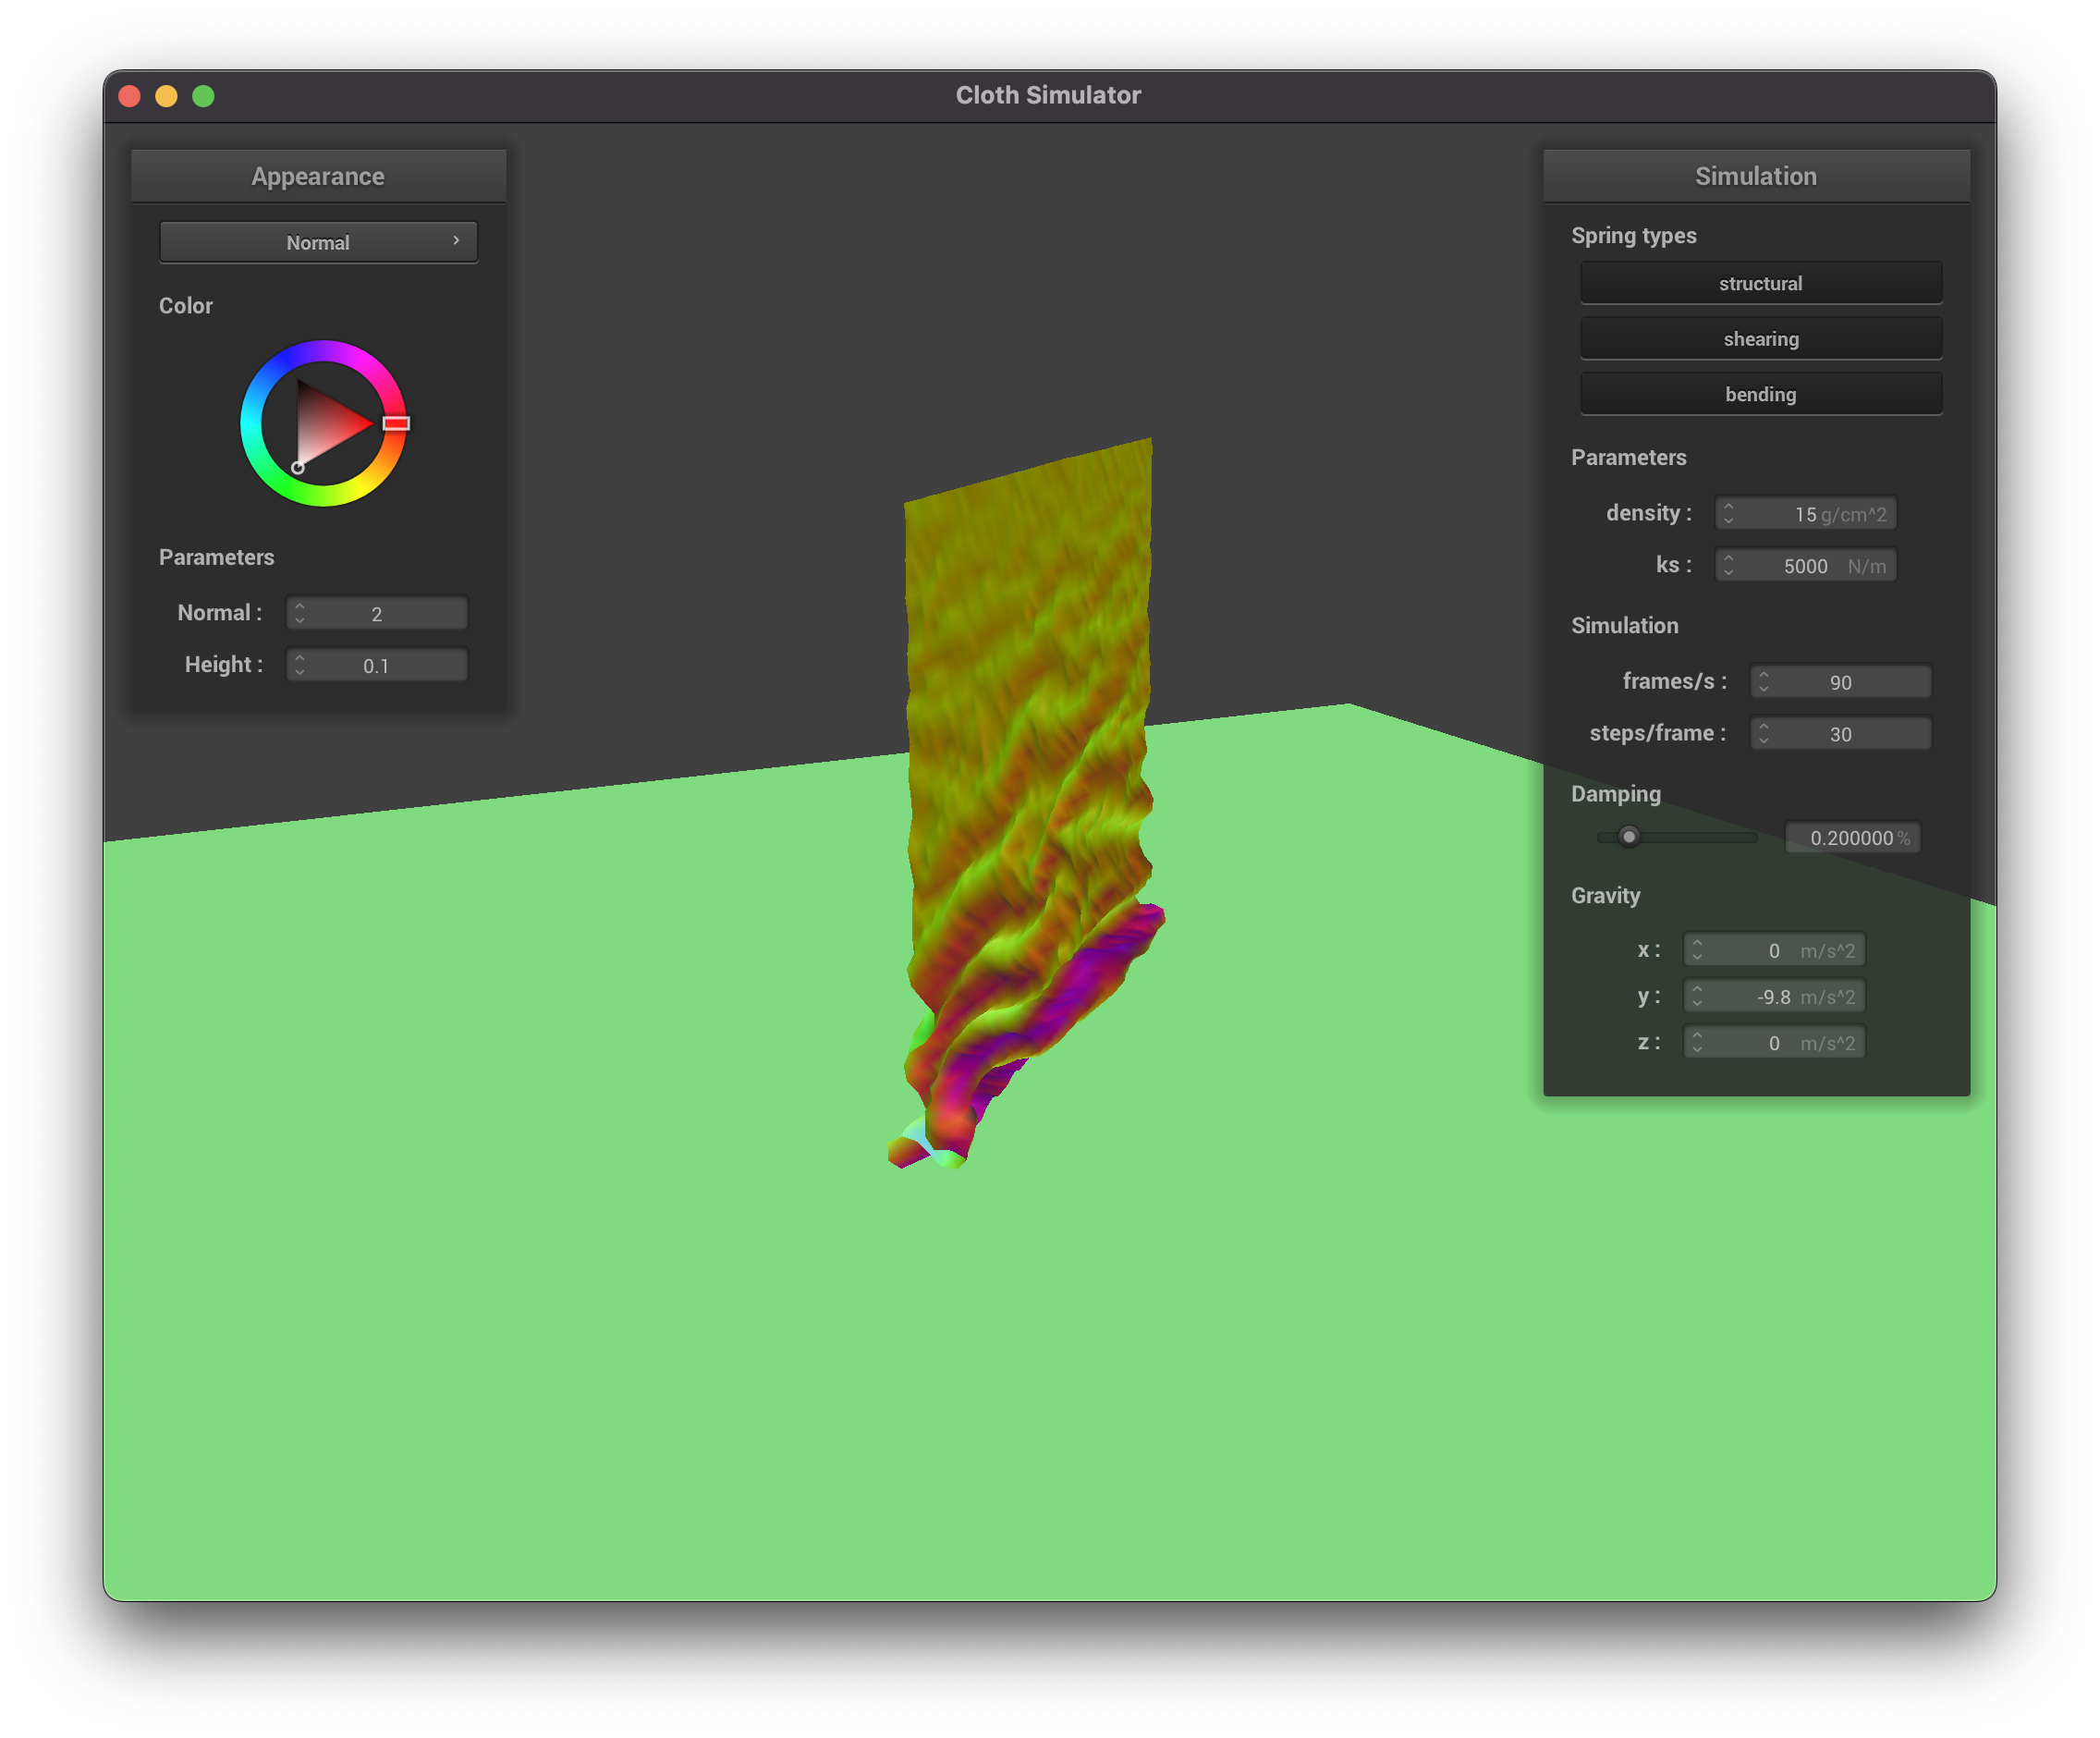 Cloth Simulator
Appearance
Normal
Color
Parameters
Normal : 2
Height : 0.1
Simulation
Spring types
structural
shearing
bending
Parameters
density : 15 g/cm^2
ks : 5000 N/m
Simulation
frames/s : 90
steps/frame : 30
Damping
0.200000 %
Gravity
x : 0 m/s^2
y : -9.8 m/s^2
z : 0 m/s^2